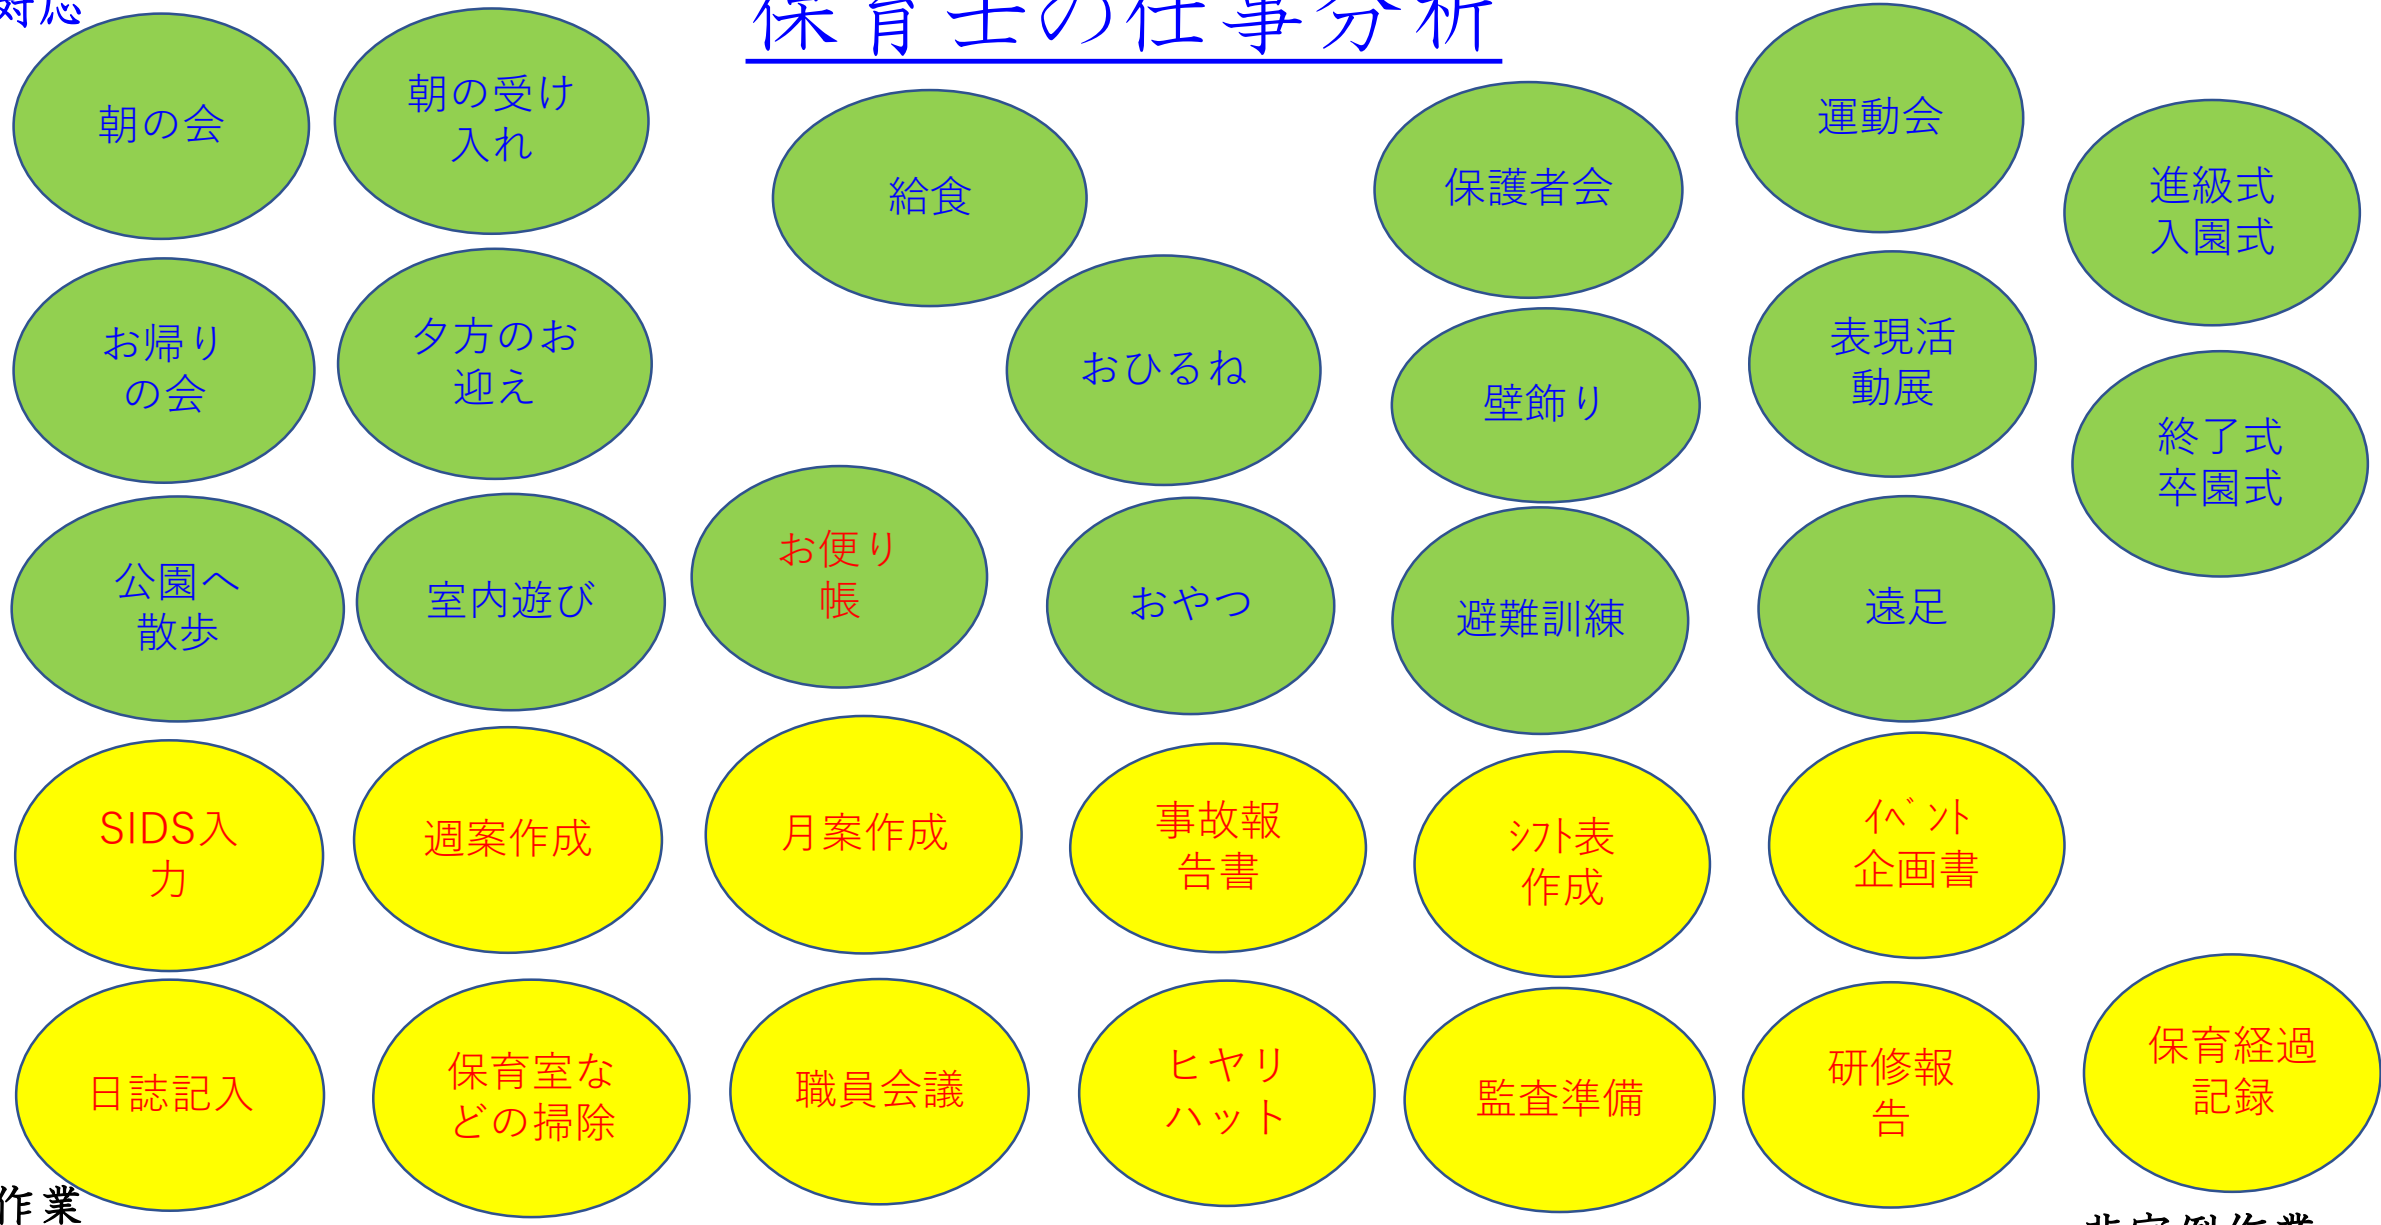 対応
保育士の仕事分析
朝の会
朝の受け
入れ
給食
保護者会
運動会
進級式
入園式
お帰り
の会
夕方のお
迎え
おひるね
壁飾り
表現活
動展
終了式
卒園式
公園へ
散歩
室内遊び
お便り
帳
おやつ
避難訓練
遠足
SIDS入
力
週案作成
月案作成
事故報
告書
ｼﾌﾄ表
作成
ｲﾍﾞﾝﾄ
企画書
日誌記入
保育室な
どの掃除
職員会議
ヒヤリ
ハット
監査準備
研修報
告
保育経過
記録
作業
非定例作業